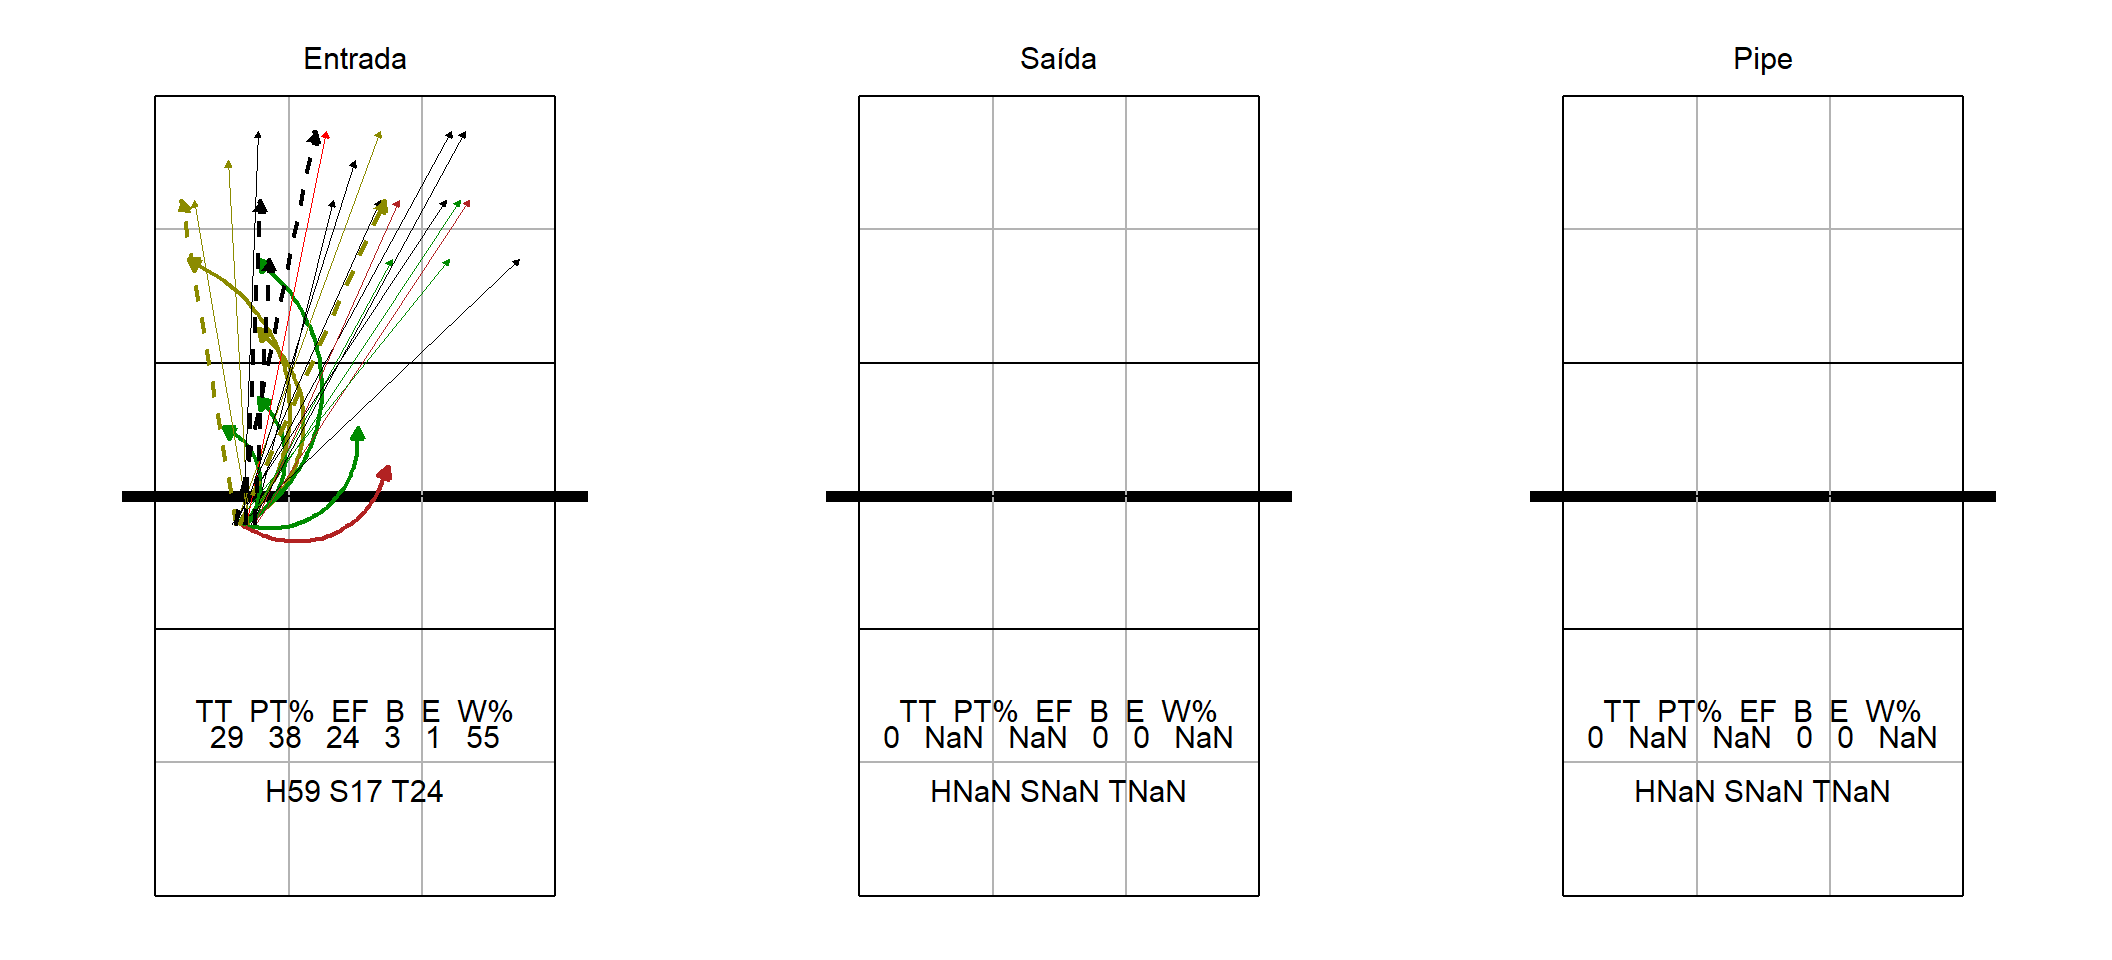 Entrada
TT PT% EF B E W%
29 38 24 3 1 55
H59 S17 T24
Saída
TT PT% EF B E W%
0 NaN NaN 0 0 NaN
HNaN SNaN TNaN
Pipe
TT PT% EF B E W%
0 NaN NaN 0 0 NaN
HNaN SNaN TNaN